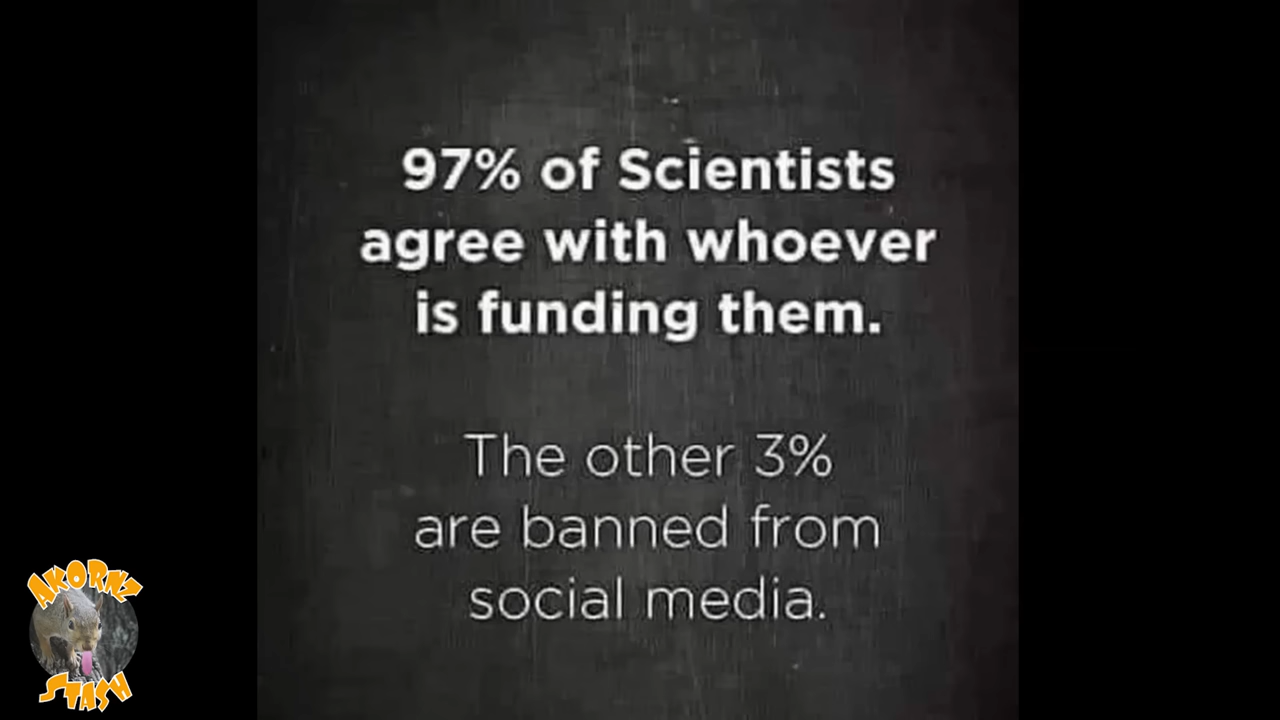 97% of Scientists
agree with whoever
is funding them.
The other 3%
are banned from
social media.
AKORNZ
STASH